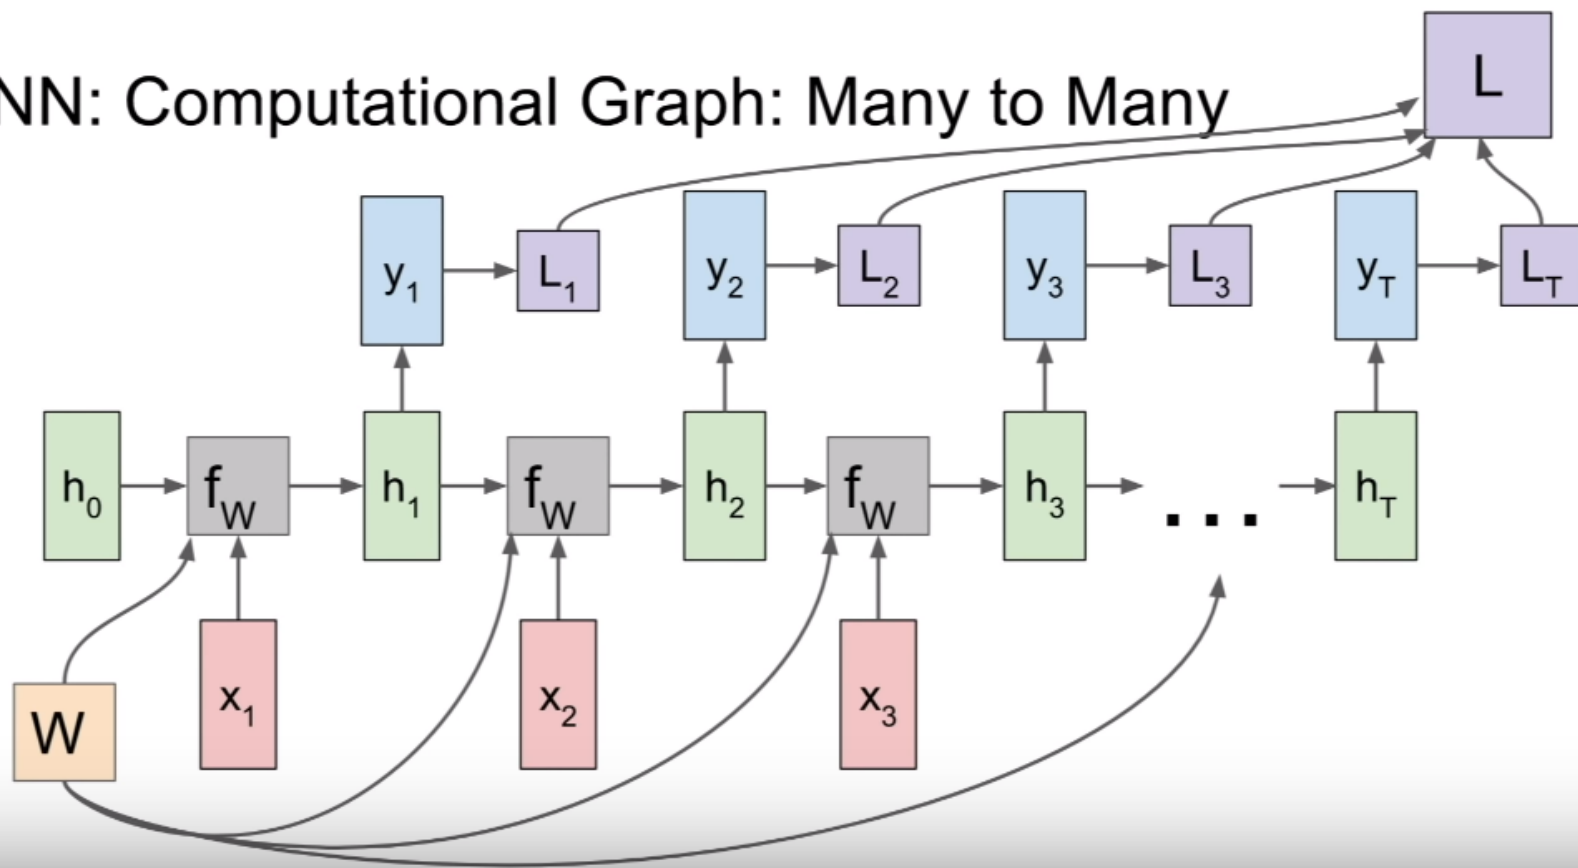 L
NN: Computational Graph: Many to Many
y1 L1 y2 L2 y3 L3 yT LT
h0 fW h1 fW h2 fW h3 ... hT
W x1 x2 x3